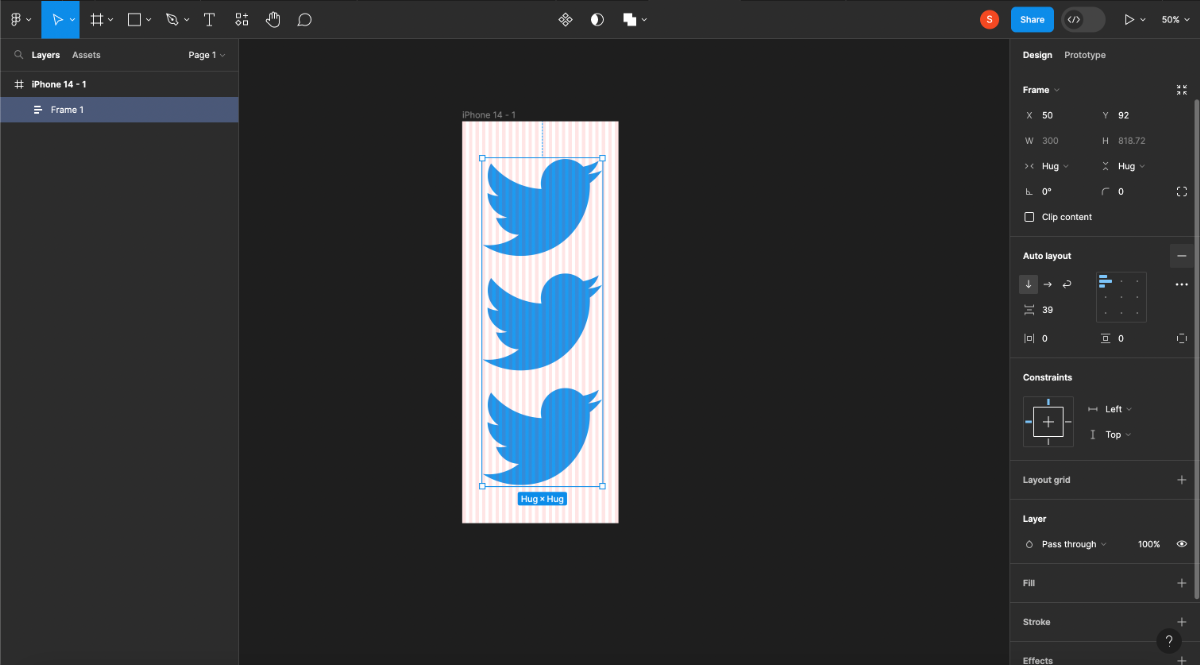 S
Share
50%
Layers
Assets
Page 1
iPhone 14 - 1
Frame 1
iPhone 14 - 1
Hug × Hug
Design
Prototype
Frame
X 50
Y 92
W 300
H 818.72
Hug
Hug
0°
0
Clip content
Auto layout
39
0
0
Constraints
Left
Top
Layout grid
Layer
Pass through
100%
Fill
Stroke
?
Effects